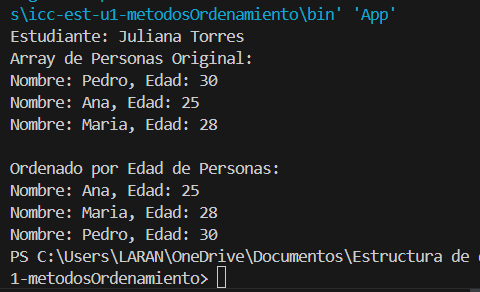 s\icc-est-u1-metodosOrdenamiento\bin' 'App'
Estudiante: Juliana Torres
Array de Personas Original:
Nombre: Pedro, Edad: 30
Nombre: Ana, Edad: 25
Nombre: Maria, Edad: 28
Ordenado por Edad de Personas:
Nombre: Ana, Edad: 25
Nombre: Maria, Edad: 28
Nombre: Pedro, Edad: 30
PS C:\Users\LARAN\OneDrive\Documentos\Estructura de
1-metodosOrdenamiento>